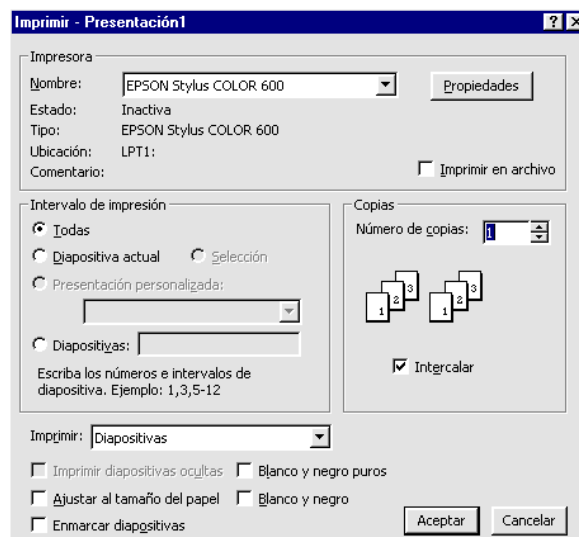 Imprimir - Presentación1
Impresora
Nombre: EPSON Stylus COLOR 600 Propiedades
Estado: Inactiva
Tipo: EPSON Stylus COLOR 600
Ubicación: LPT1:
Comentario: Imprimir en archivo
Intervalo de impresión
Todas
Diapositiva actual Selección
Presentación personalizada:
Diapositivas:
Escriba los números e intervalos de
diapositiva. Ejemplo: 1,3,5-12
Copias
Número de copias: 1
1 2 3 1 2 3
Intercalar
Imprimir: Diapositivas
Imprimir diapositivas ocultas Blanco y negro puros
Ajustar al tamaño del papel Blanco y negro
Enmarcar diapositivas
Aceptar Cancelar